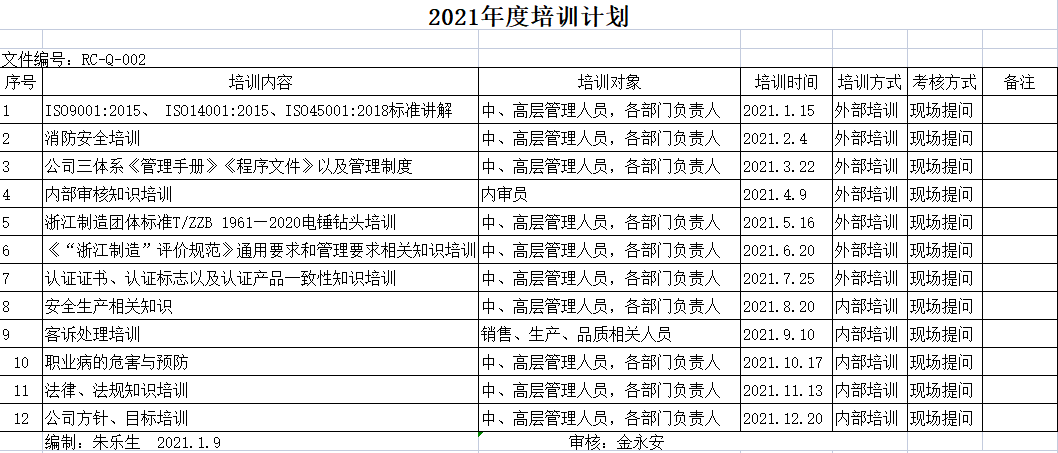 2021年度培训计划
文件编号：RC-Q-002
序号 培训内容 培训对象 培训时间 培训方式 考核方式 备注
1 ISO9001:2015、 ISO14001:2015、ISO45001:2018标准讲解 中、高层管理人员，各部门负责人 2021.1.15 外部培训 现场提问
2 消防安全培训 中、高层管理人员，各部门负责人 2021.2.4 外部培训 现场提问
3 公司三体系《管理手册》《程序文件》以及管理制度 中、高层管理人员，各部门负责人 2021.3.22 外部培训 现场提问
4 内部审核知识培训 内审员 2021.4.9 外部培训 现场提问
5 浙江制造团体标准T/ZZB 1961—2020电锤钻头培训 中、高层管理人员，各部门负责人 2021.5.16 外部培训 现场提问
6 《“浙江制造”评价规范》通用要求和管理要求相关知识培训 中、高层管理人员，各部门负责人 2021.6.20 外部培训 现场提问
7 认证证书、认证标志以及认证产品一致性知识培训 中、高层管理人员，各部门负责人 2021.7.25 外部培训 现场提问
8 安全生产相关知识 中、高层管理人员，各部门负责人 2021.8.20 内部培训 现场提问
9 客诉处理培训 销售、生产、品质相关人员 2021.9.10 内部培训 现场提问
10 职业病的危害与预防 中、高层管理人员，各部门负责人 2021.10.17 内部培训 现场提问
11 法律、法规知识培训 中、高层管理人员，各部门负责人 2021.11.13 内部培训 现场提问
12 公司方针、目标培训 中、高层管理人员，各部门负责人 2021.12.20 内部培训 现场提问
编制：朱乐生 2021.1.9 审核：金永安